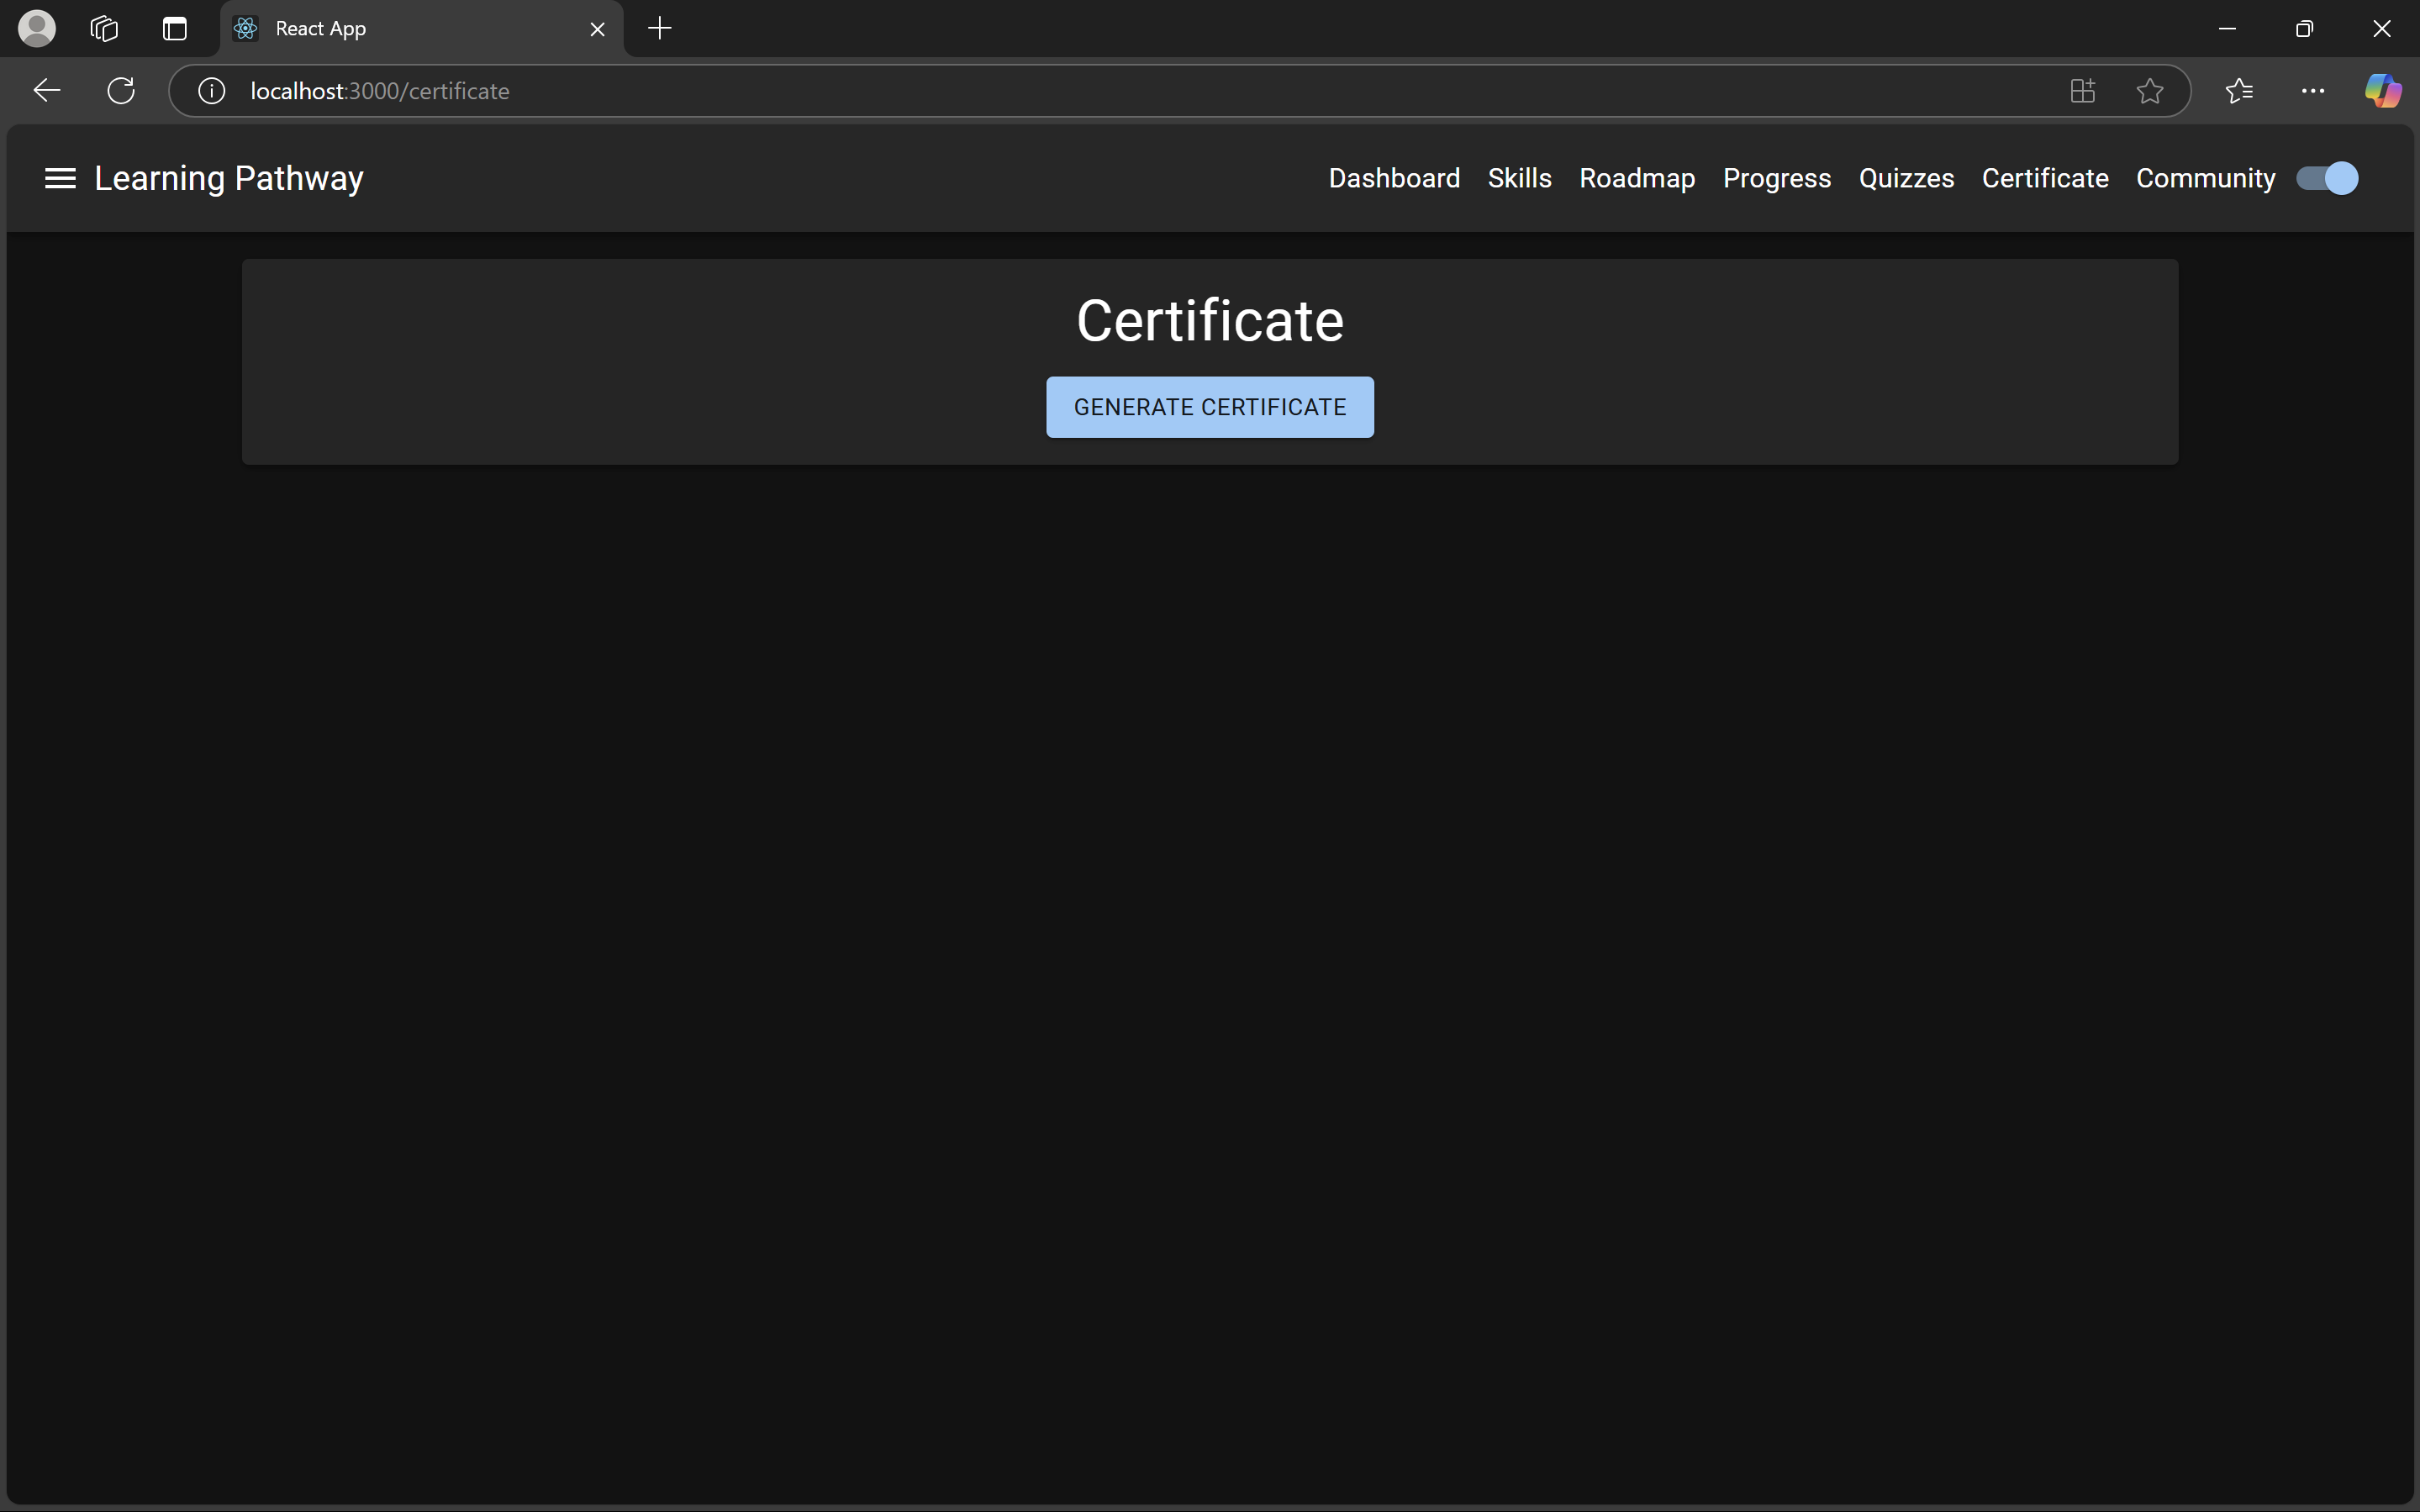 React App
localhost:3000/certificate
Learning Pathway
Dashboard Skills Roadmap Progress Quizzes Certificate Community
Certificate
GENERATE CERTIFICATE